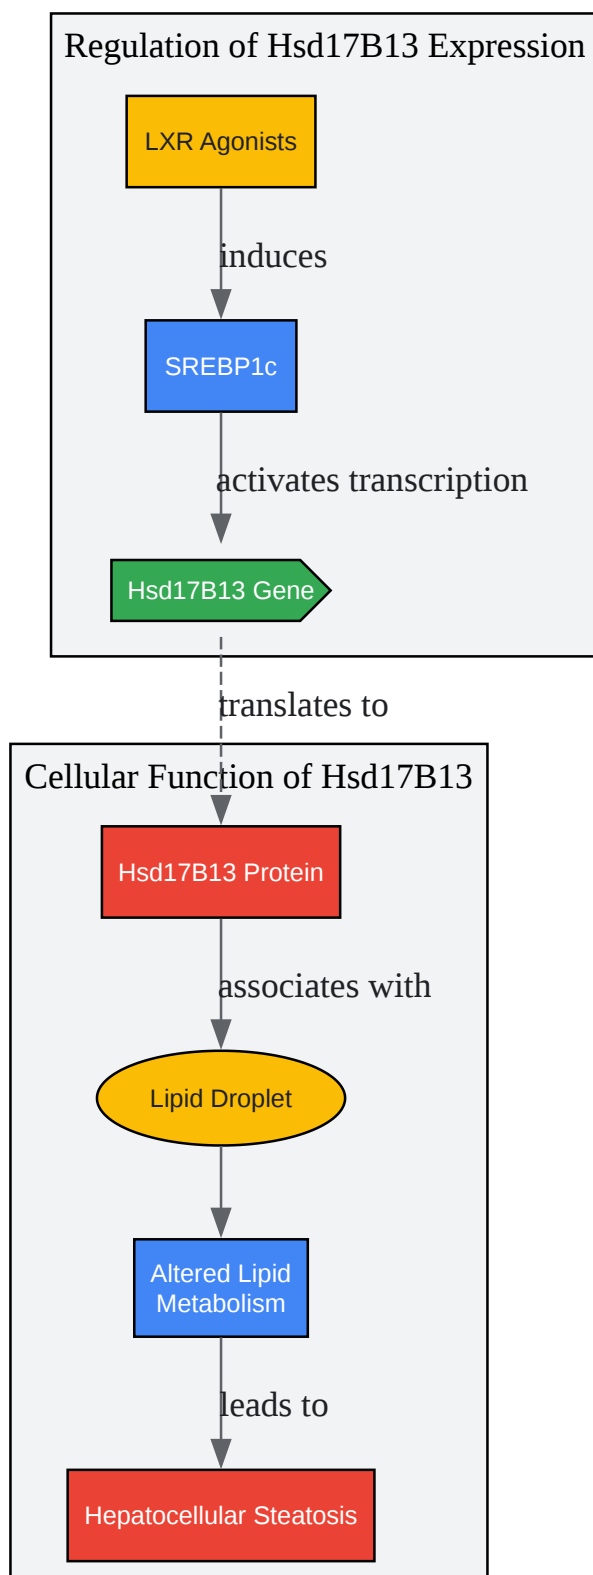 Regulation of Hsd17B13 Expression
LXR Agonists
induces
SREBP1c
activates transcription
Hsd17B13 Gene
translates to
Cellular Function of Hsd17B13
Hsd17B13 Protein
associates with
Lipid Droplet
Altered Lipid
Metabolism
leads to
Hepatocellular Steatosis